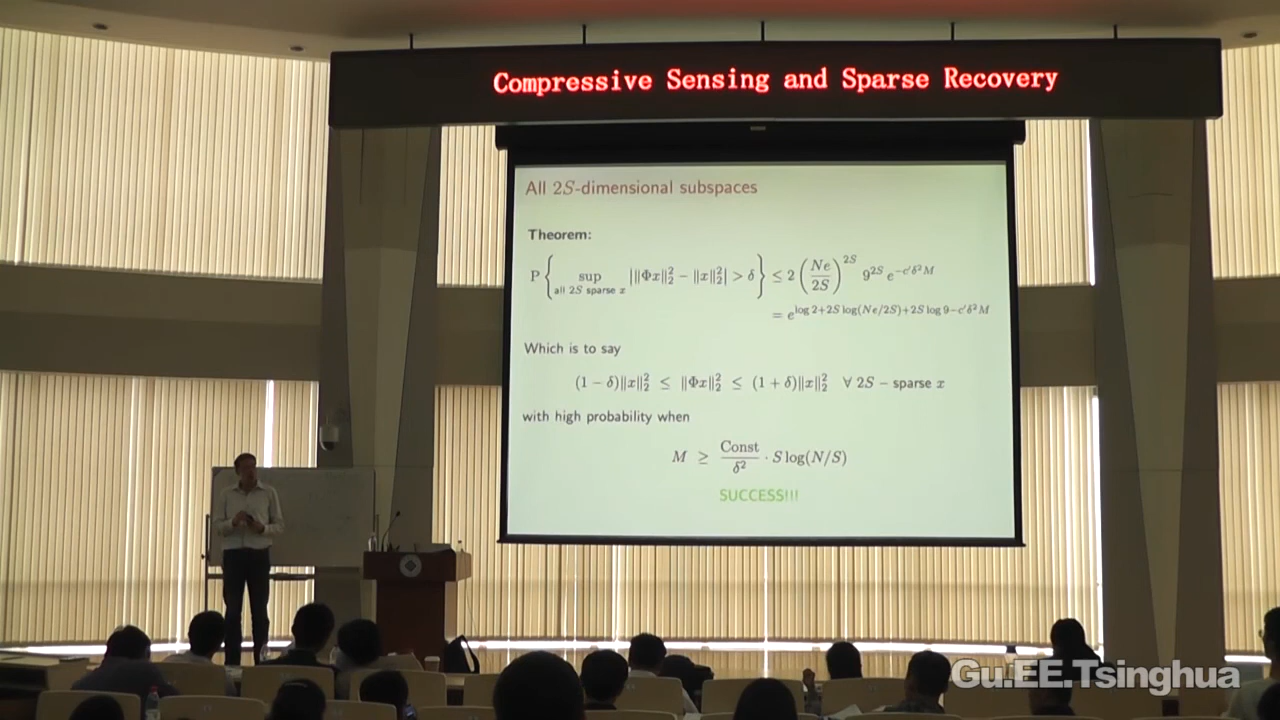 Compressive Sensing and Sparse Recovery
All 2S-dimensional subspaces
Theorem:
P { sup_{all 2S sparse x} |‖Φx‖₂² − ‖x‖₂²| > δ } ≤ 2 (Ne/2S)^{2S} 9^{2S} e^{−c′δ²M}
= e^{log 2+2S log(Ne/2S)+2S log 9−c′δ²M}
Which is to say
(1 − δ)‖x‖₂² ≤ ‖Φx‖₂² ≤ (1 + δ)‖x‖₂² ∀ 2S − sparse x
with high probability when
M ≥ Const/δ² · S log(N/S)
SUCCESS!!!
Gu.EE.Tsinghua